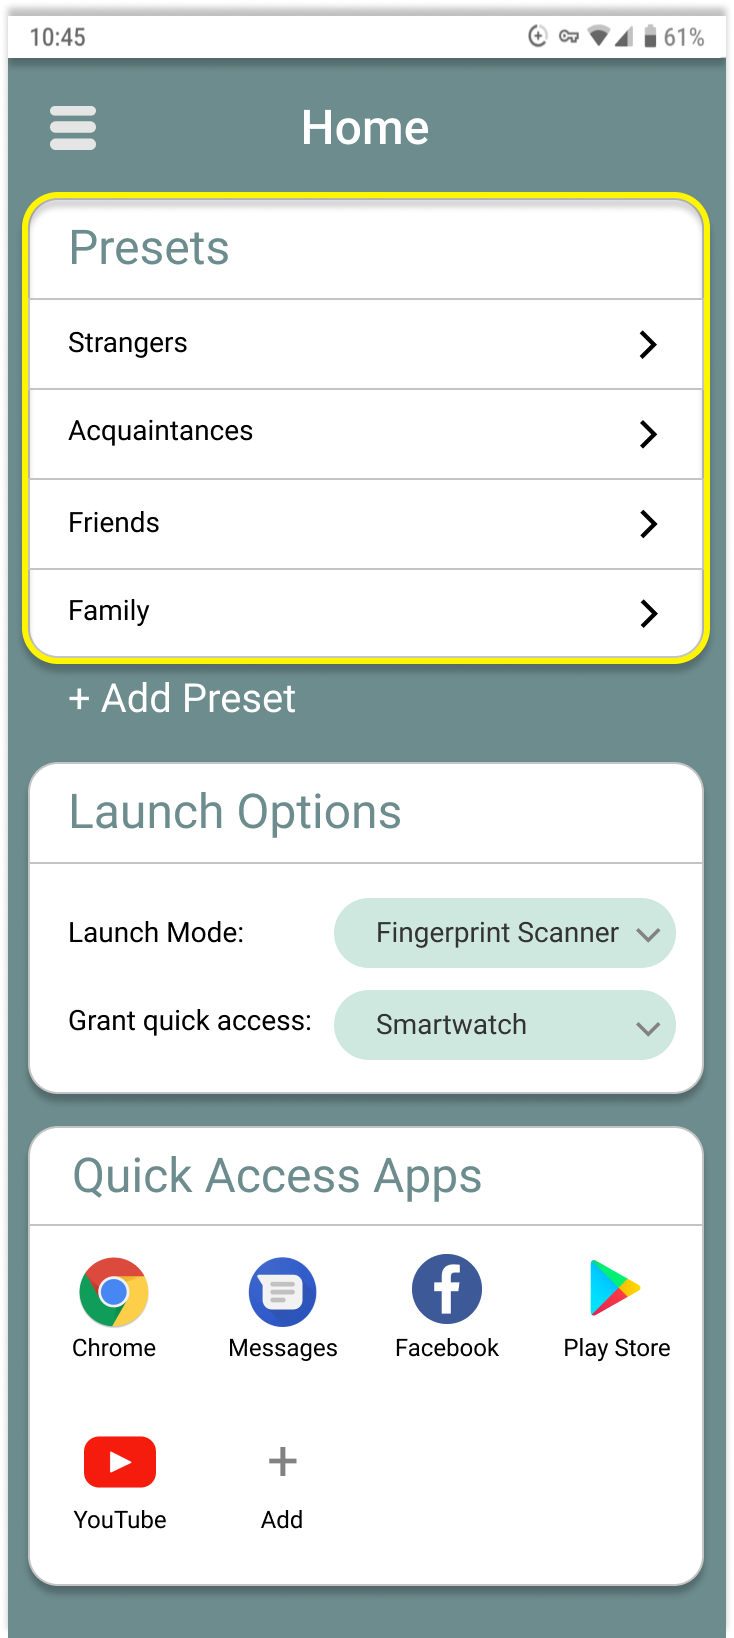 10:45
61%
Home
Presets
Strangers
Acquaintances
Friends
Family
+ Add Preset
Launch Options
Launch Mode: Fingerprint Scanner
Grant quick access: Smartwatch
Quick Access Apps
Chrome Messages Facebook Play Store
YouTube Add